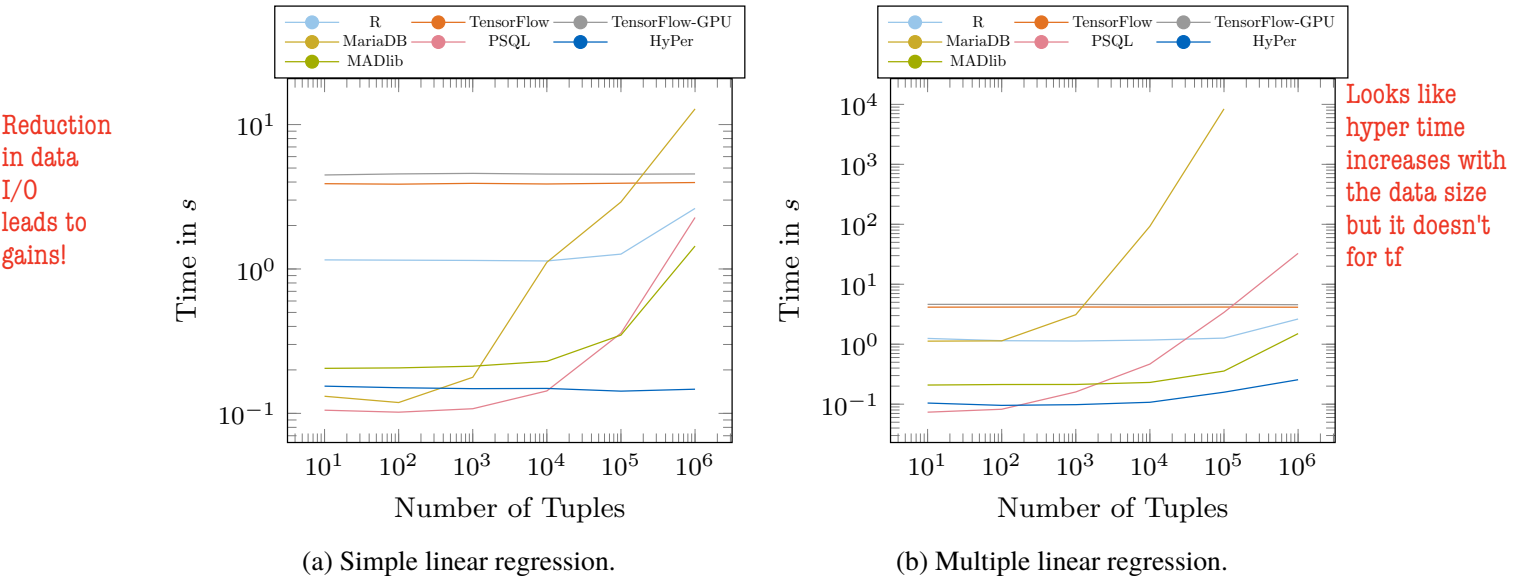 R TensorFlow TensorFlow-GPU
MariaDB PSQL HyPer
MADlib
Reduction
in data
I/O
leads to
gains!
Time in s
10^1
10^0
10^−1
10^1 10^2 10^3 10^4 10^5 10^6
Number of Tuples
(a) Simple linear regression.
R TensorFlow TensorFlow-GPU
MariaDB PSQL HyPer
MADlib
Time in s
10^4
10^3
10^2
10^1
10^0
10^−1
10^1 10^2 10^3 10^4 10^5 10^6
Number of Tuples
(b) Multiple linear regression.
Looks like
hyper time
increases with
the data size
but it doesn't
for tf